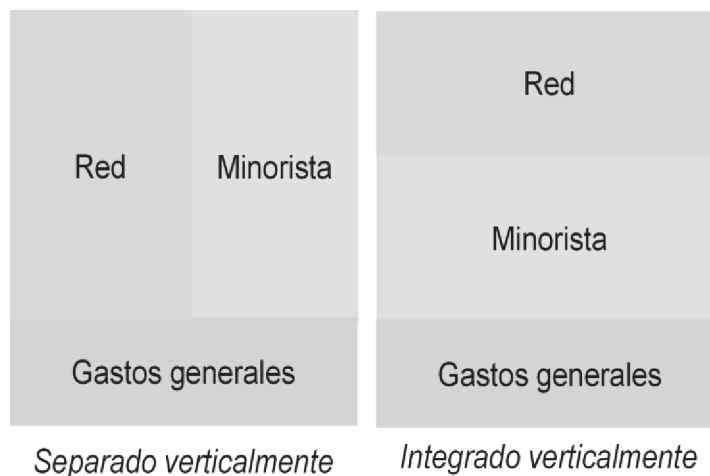 Red
Minorista
Gastos generales
Separado verticalmente
Red
Minorista
Gastos generales
Integrado verticalmente